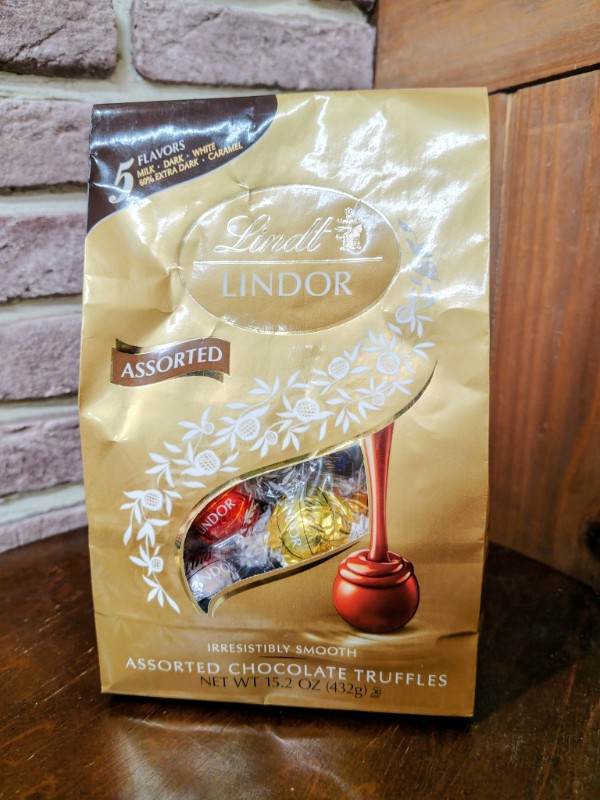 5 FLAVORS
MILK · DARK · WHITE
60% EXTRA DARK · CARAMEL
Lindt
LINDOR
ASSORTED
LINDOR
IRRESISTIBLY SMOOTH
ASSORTED CHOCOLATE TRUFFLES
NET WT 15.2 OZ (432g)